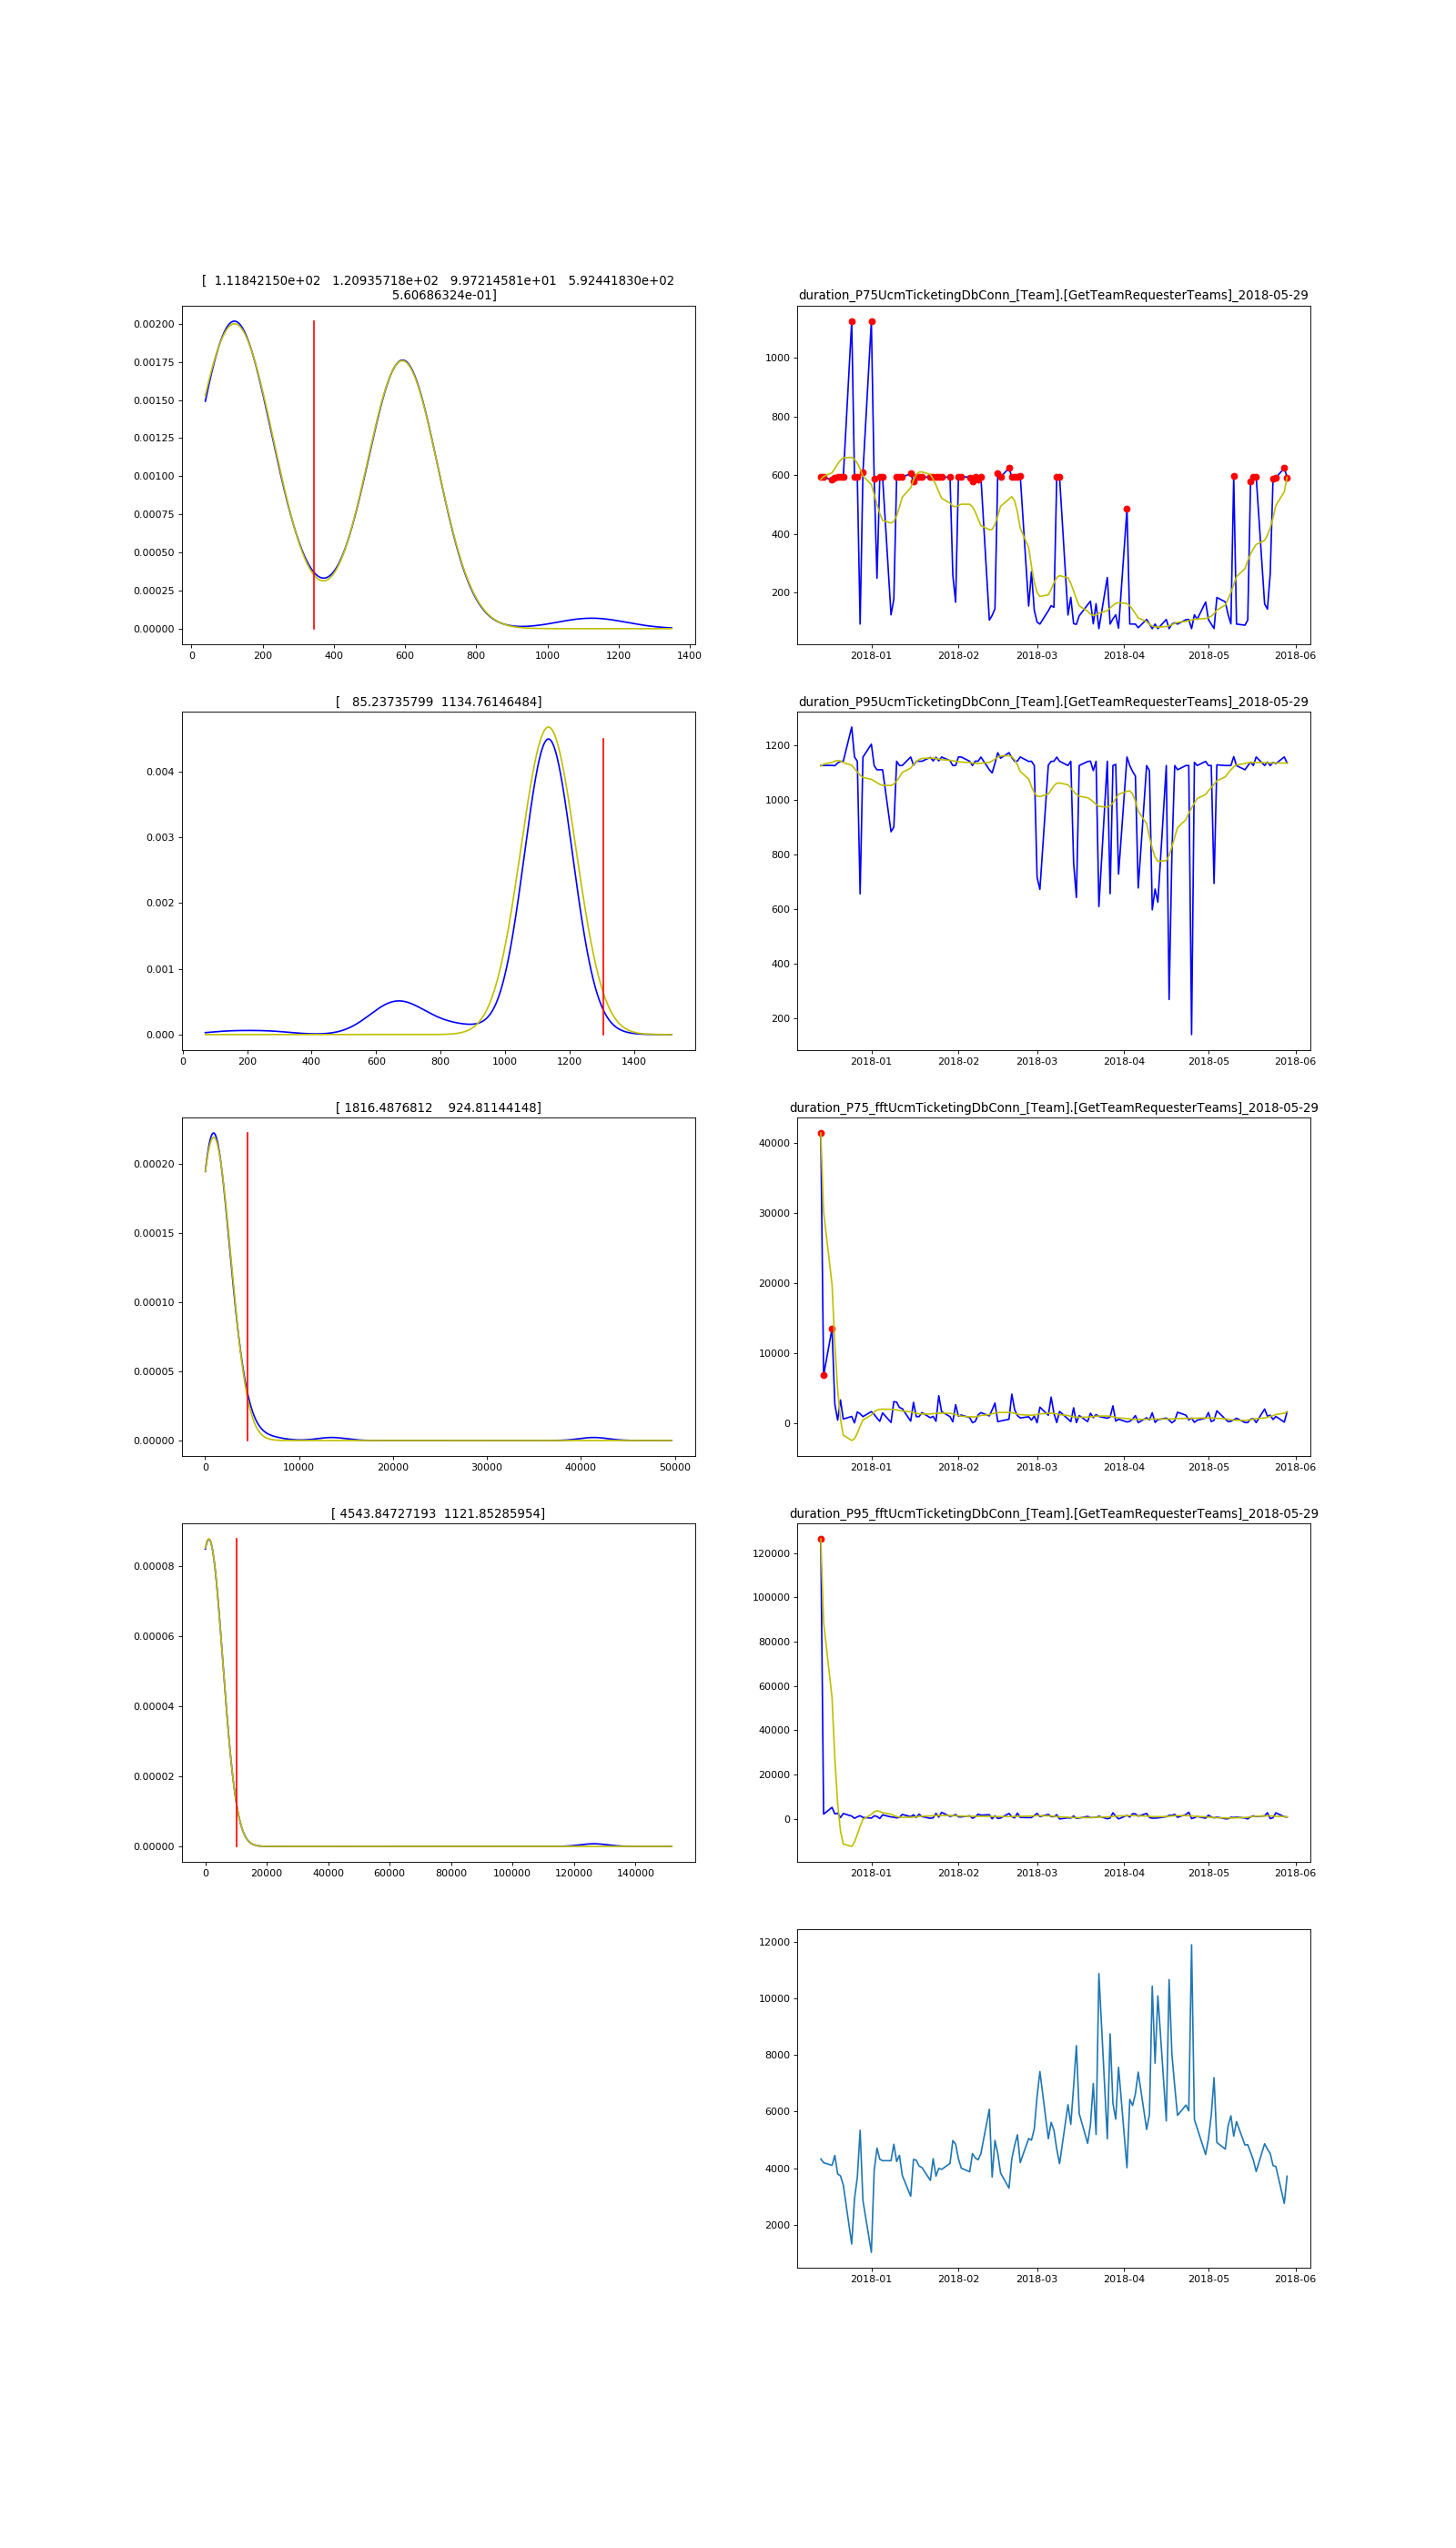 [  1.11842150e+02   1.20935718e+02   9.97214581e+01   5.92441830e+02
5.60686324e-01]
0.00200
0.00175
0.00150
0.00125
0.00100
0.00075
0.00050
0.00025
0.00000
0 200 400 600 800 1000 1200 1400
duration_P75UcmTicketingDbConn_[Team].[GetTeamRequesterTeams]_2018-05-29
1000
800
600
400
200
2018-01 2018-02 2018-03 2018-04 2018-05 2018-06
[   85.23735799  1134.76146484]
0.004
0.003
0.002
0.001
0.000
0 200 400 600 800 1000 1200 1400
duration_P95UcmTicketingDbConn_[Team].[GetTeamRequesterTeams]_2018-05-29
1200
1000
800
600
400
200
2018-01 2018-02 2018-03 2018-04 2018-05 2018-06
[ 1816.4876812    924.81144148]
0.00020
0.00015
0.00010
0.00005
0.00000
0 10000 20000 30000 40000 50000
duration_P75_fftUcmTicketingDbConn_[Team].[GetTeamRequesterTeams]_2018-05-29
40000
30000
20000
10000
0
2018-01 2018-02 2018-03 2018-04 2018-05 2018-06
[ 4543.84727193  1121.85285954]
0.00008
0.00006
0.00004
0.00002
0.00000
0 20000 40000 60000 80000 100000 120000 140000
duration_P95_fftUcmTicketingDbConn_[Team].[GetTeamRequesterTeams]_2018-05-29
120000
100000
80000
60000
40000
20000
0
2018-01 2018-02 2018-03 2018-04 2018-05 2018-06
12000
10000
8000
6000
4000
2000
2018-01 2018-02 2018-03 2018-04 2018-05 2018-06